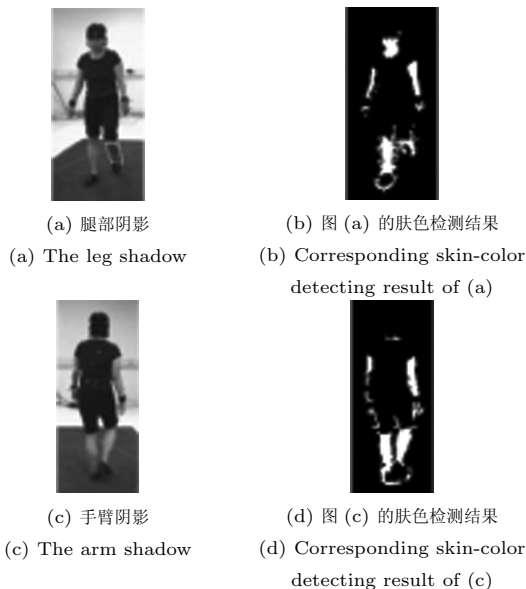 (a) 腿部阴影
(a) The leg shadow
(b) 图 (a) 的肤色检测结果
(b) Corresponding skin-color
detecting result of (a)
(c) 手臂阴影
(c) The arm shadow
(d) 图 (c) 的肤色检测结果
(d) Corresponding skin-color
detecting result of (c)